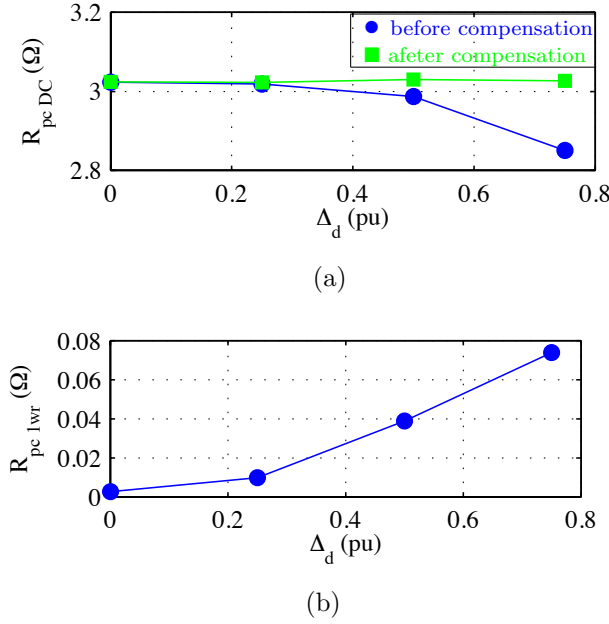 3.2
before compensation
afeter compensation
R_pc DC (Ω)
3
2.8
0 0.2 0.4 0.6 0.8
Δ_d (pu)
(a)
0.08
0.06
0.04
0.02
0
R_pc 1wr (Ω)
0 0.2 0.4 0.6 0.8
Δ_d (pu)
(b)